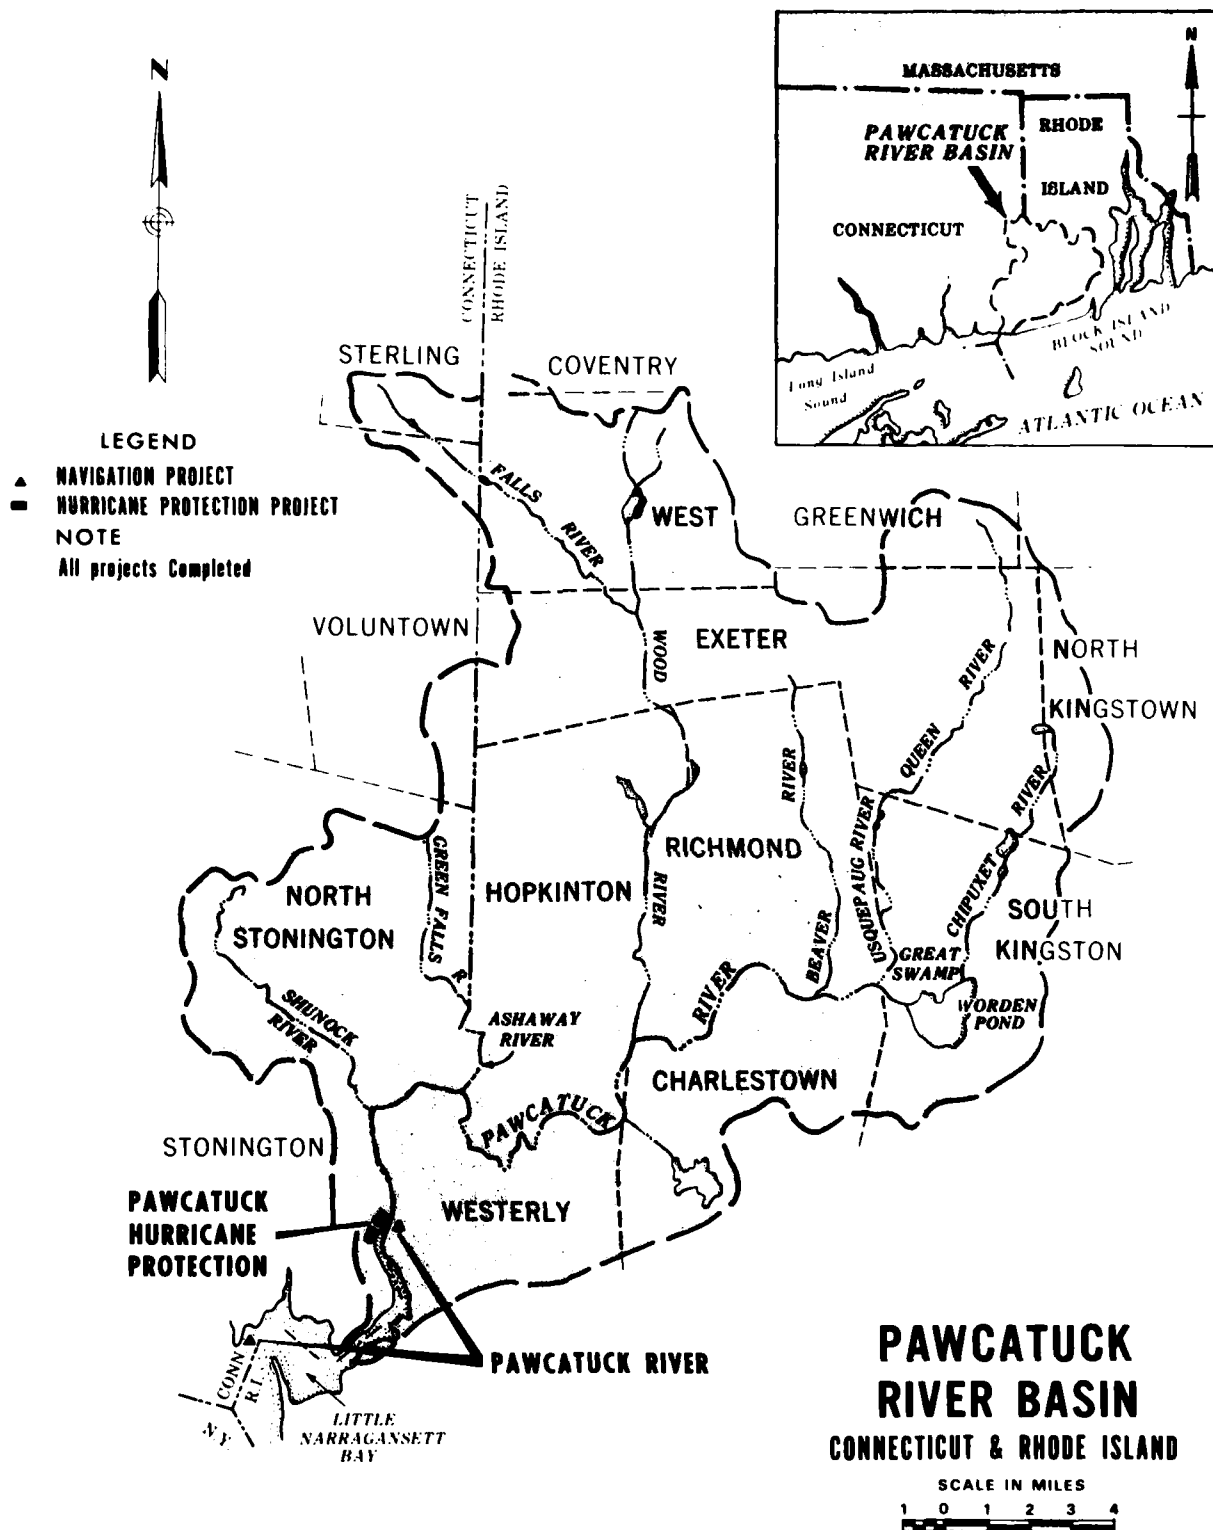 N
MASSACHUSETTS
RHODE
ISLAND
PAWCATUCK
RIVER BASIN
CONNECTICUT
BLOCK ISLAND
SOUND
Long Island
Sound
ATLANTIC OCEAN
N
CONNECTICUT
RHODE ISLAND
LEGEND
NAVIGATION PROJECT
HURRICANE PROTECTION PROJECT
NOTE
All projects Completed
STERLING
COVENTRY
FALLS
RIVER
WEST
GREENWICH
VOLUNTOWN
WOOD
EXETER
RIVER
NORTH
KINGSTOWN
QUEEN
RIVER
RIVER
GREEN FALLS R.
NORTH
STONINGTON
HOPKINTON
RICHMOND
RIVER
USQUEPAUG RIVER
CHIPUXET
BEAVER
SOUTH
KINGSTON
GREAT
SWAMP
WORDEN
POND
SHUNOCK
RIVER
ASHAWAY
RIVER
RIVER
CHARLESTOWN
PAWCATUCK
STONINGTON
WESTERLY
PAWCATUCK
HURRICANE
PROTECTION
PAWCATUCK RIVER
CONN
R.I.
N.Y.
LITTLE
NARRAGANSETT
BAY
PAWCATUCK
RIVER BASIN
CONNECTICUT & RHODE ISLAND
SCALE IN MILES
1 0 1 2 3 4